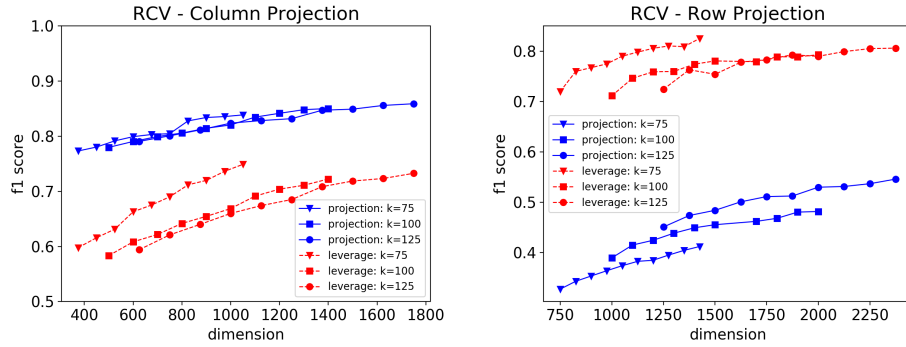 RCV - Column Projection
f1 score
1.0
0.9
0.8
0.7
0.6
0.5
projection: k=75
projection: k=100
projection: k=125
leverage: k=75
leverage: k=100
leverage: k=125
400 600 800 1000 1200 1400 1600 1800
dimension
RCV - Row Projection
f1 score
0.8
0.7
0.6
0.5
0.4
projection: k=75
projection: k=100
projection: k=125
leverage: k=75
leverage: k=100
leverage: k=125
750 1000 1250 1500 1750 2000 2250
dimension